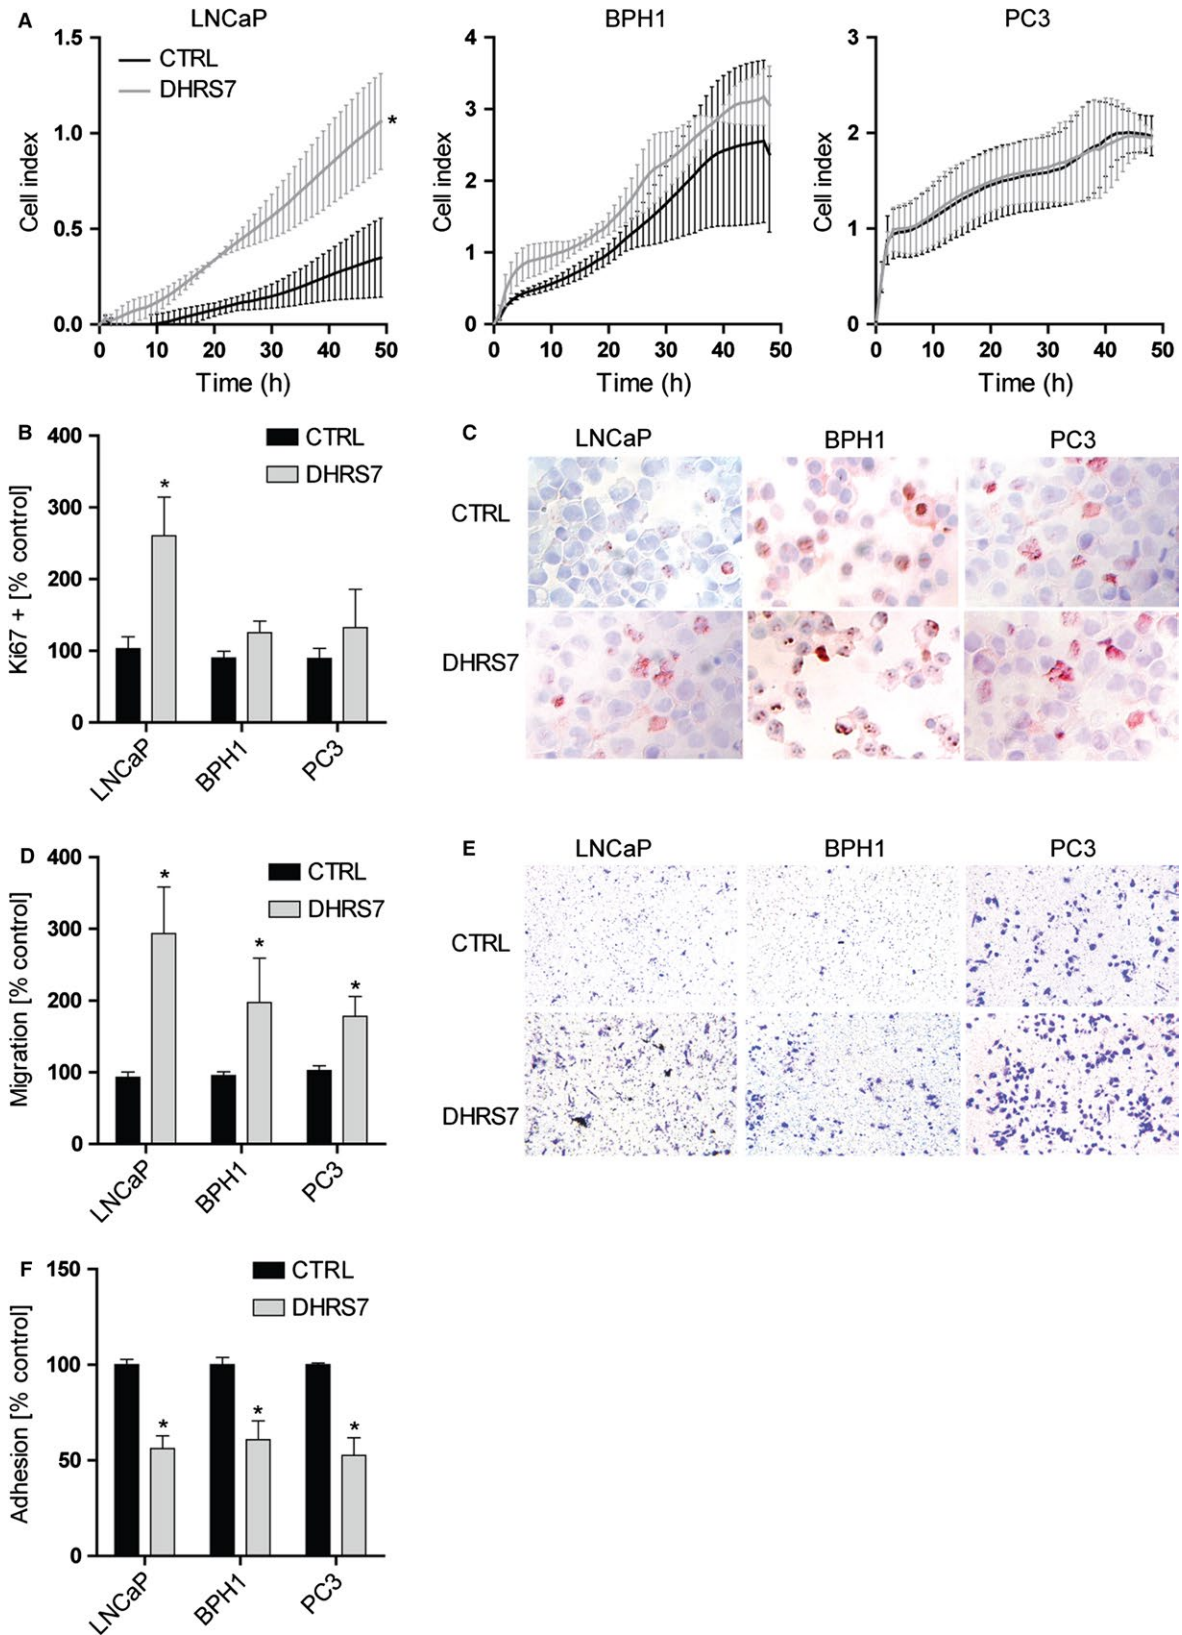 A
LNCaP
BPH1
PC3
CTRL
DHRS7
Cell index
1.5
1.0
0.5
0.0
*
0 10 20 30 40 50
Time (h)
Cell index
4
3
2
1
0
0 10 20 30 40 50
Time (h)
Cell index
3
2
1
0
0 10 20 30 40 50
Time (h)
B
Ki67 + [% control]
400
300
200
100
0
CTRL
DHRS7
*
LNCaP
BPH1
PC3
C
LNCaP
BPH1
PC3
CTRL
DHRS7
D
Migration [% control]
400
300
200
100
0
CTRL
DHRS7
*
*
*
LNCaP
BPH1
PC3
E
LNCaP
BPH1
PC3
CTRL
DHRS7
F
Adhesion [% control]
150
100
50
0
CTRL
DHRS7
*
*
*
LNCaP
BPH1
PC3